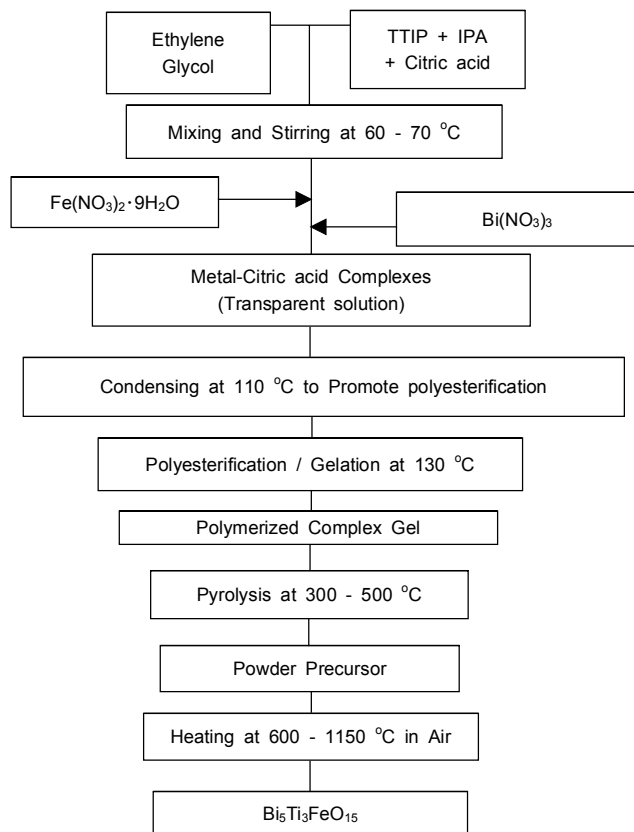 Ethylene
Glycol
TTIP + IPA
+ Citric acid
Mixing and Stirring at 60 - 70 °C
Fe(NO₃)₂·9H₂O
Bi(NO₃)₃
Metal-Citric acid Complexes
(Transparent solution)
Condensing at 110 °C to Promote polyesterification
Polyesterification / Gelation at 130 °C
Polymerized Complex Gel
Pyrolysis at 300 - 500 °C
Powder Precursor
Heating at 600 - 1150 °C in Air
Bi₅Ti₃FeO₁₅